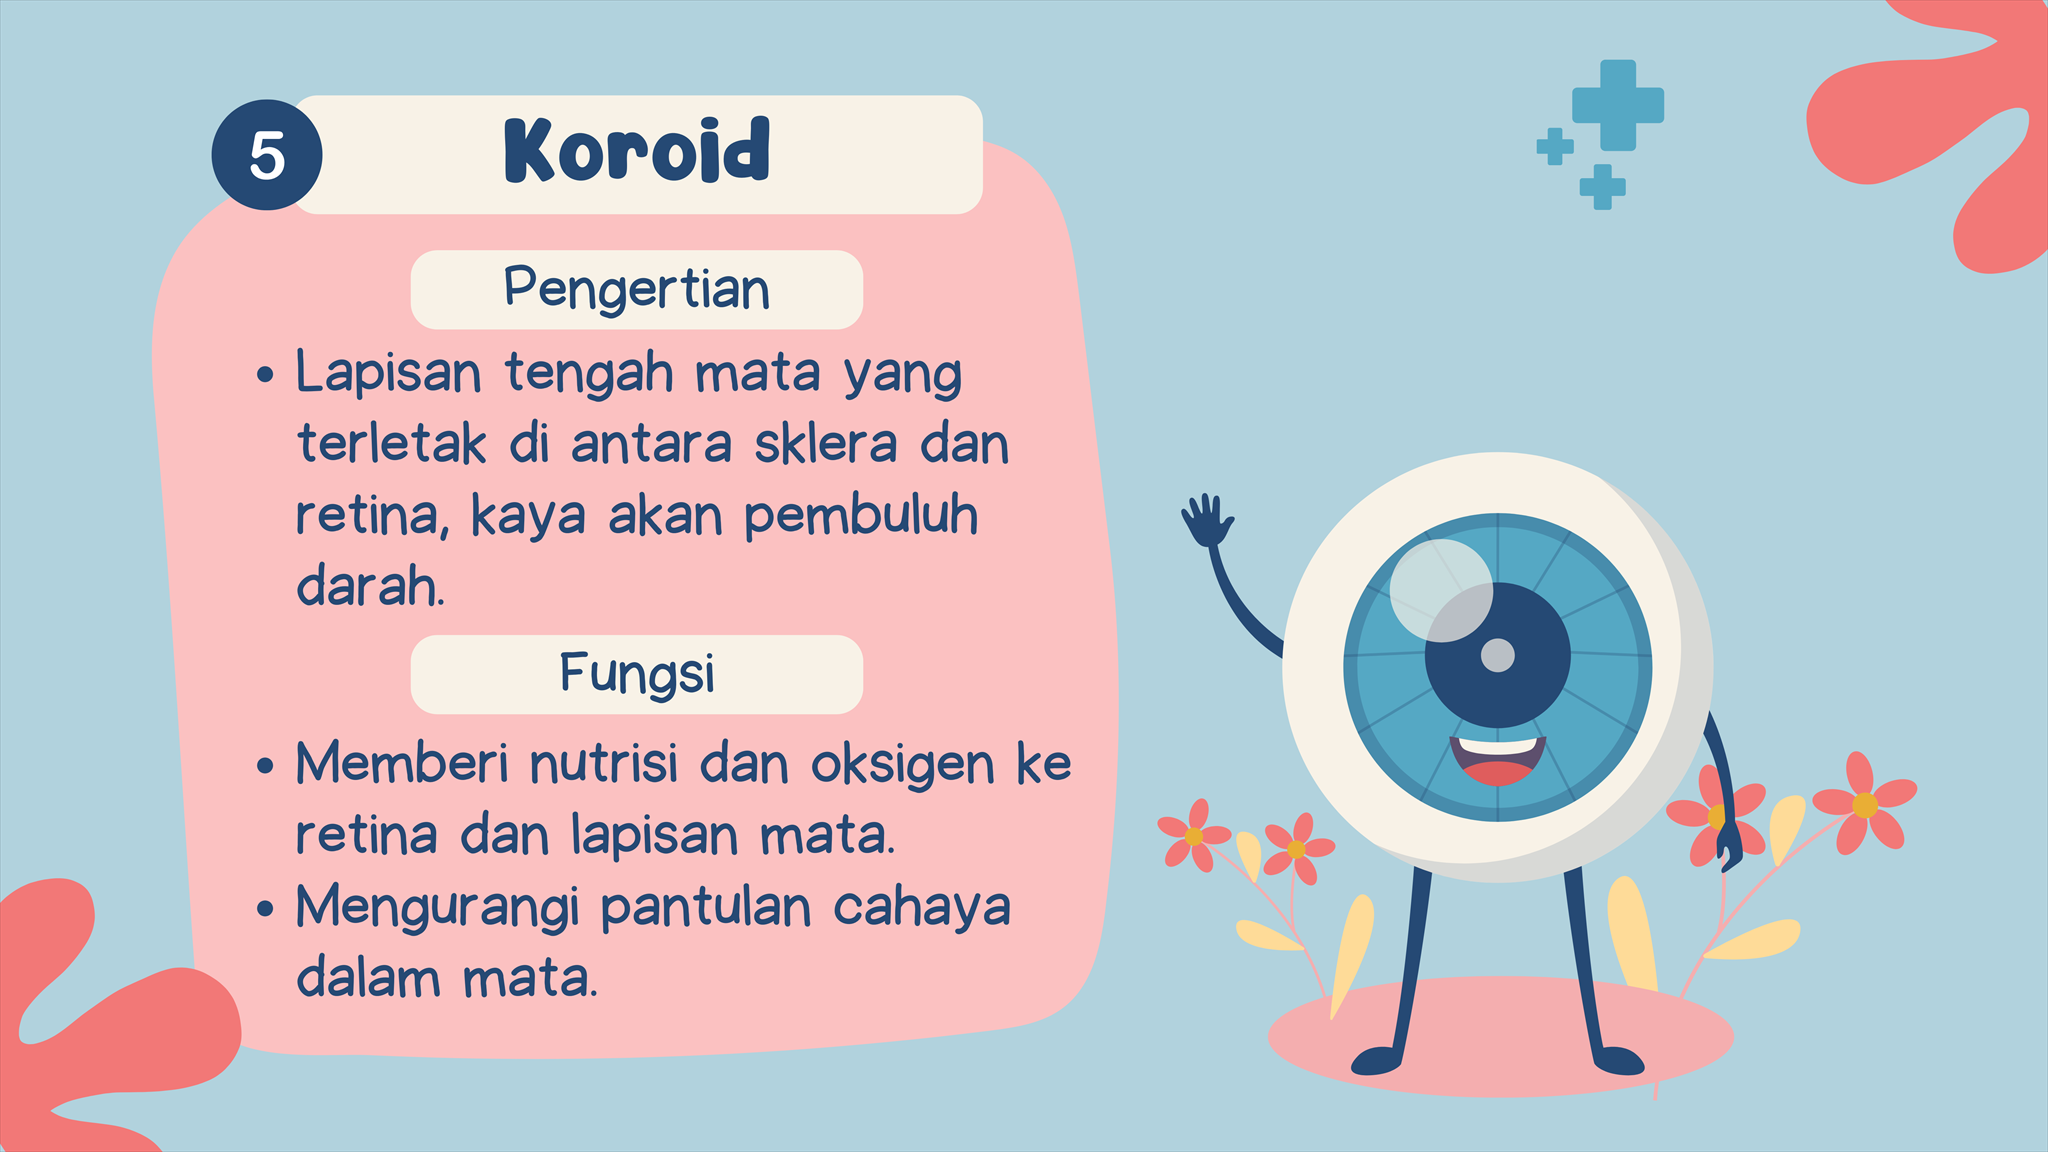 5
Koroid
Pengertian
• Lapisan tengah mata yang
terletak di antara sklera dan
retina, kaya akan pembuluh
darah.
Fungsi
• Memberi nutrisi dan oksigen ke
retina dan lapisan mata.
• Mengurangi pantulan cahaya
dalam mata.